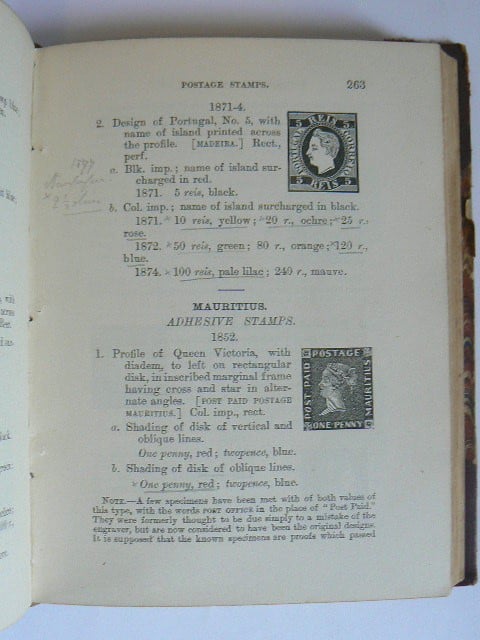 POSTAGE STAMPS. 263
1871-4.
2. Design of Portugal, No. 5, with
name of island printed across
the profile. [MADEIRA.] Rect.,
perf.
a. Blk. imp.; name of island sur-
charged in red.
1871. 5 reis, black.
b. Col. imp.; name of island surcharged in black.
1871. × 10 reis, yellow; × 20 r., ochre; × 25 r.,
rose.
1872. × 50 reis, green; 80 r., orange; × 120 r.,
blue.
1874. × 100 reis, pale lilac; 240 r., mauve.
5 REIS 5
PORTUGAL
CORREIO
5 REIS 5
MAURITIUS.
ADHESIVE STAMPS.
1852.
1. Profile of Queen Victoria, with
diadem, to left on rectangular
disk, in inscribed marginal frame
having cross and star in alter-
nate angles. [POST PAID POSTAGE
MAURITIUS.] Col. imp., rect.
POSTAGE
POST PAID
MAURITIUS
ONE PENNY
a. Shading of disk of vertical and
oblique lines.
One penny, red; twopence, blue.
b. Shading of disk of oblique lines.
× One penny, red; twopence, blue.
NOTE.—A few specimens have been met with of both values of
this type, with the words POST OFFICE in the place of "Post Paid."
They were formerly thought to be due simply to a mistake of the
engraver, but are now considered to have been the original designs.
It is supposed that the known specimens are proofs which passed